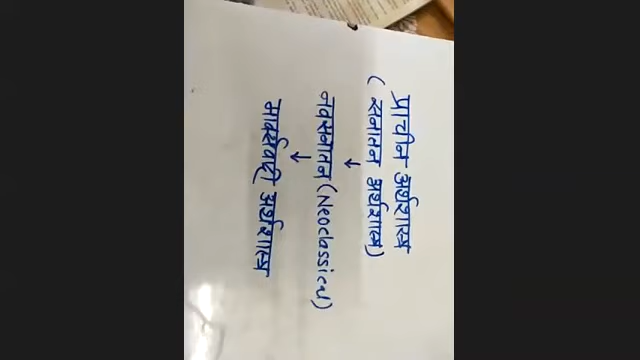 प्राचीन अर्थशास्त्र
( सनातन अर्थशास्त्र)
↓
नवसनातन (Neoclassical)
↓
मार्क्सवादी अर्थशास्त्र